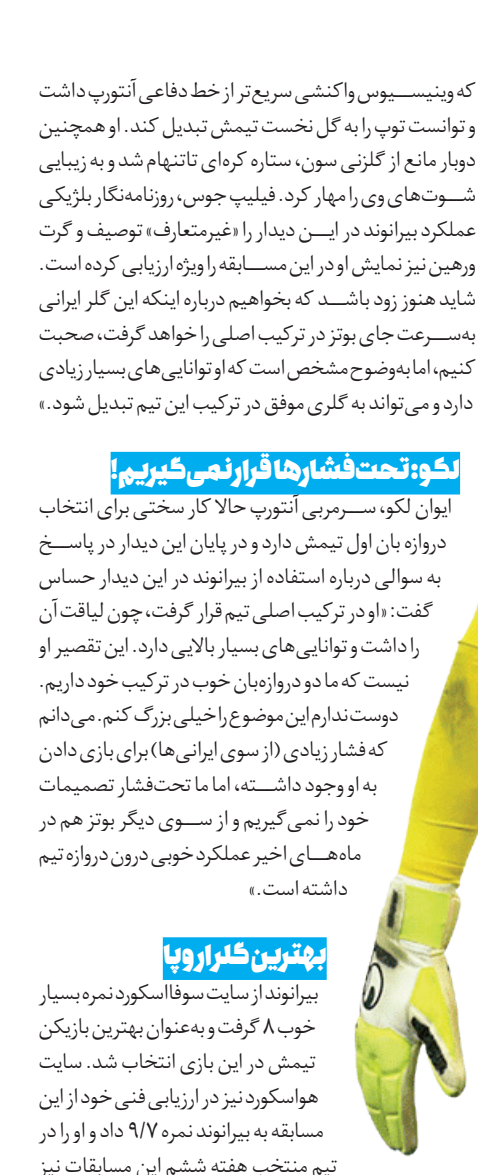 که وینیسیوس واکنشی سریع‌تر از خط دفاعی آنتورپ داشت
و توانست توپ را به گل نخست تیمش تبدیل کند. او همچنین
دوبار مانع از گلزنی سون، ستاره کره‌ای تاتنهام شد و به زیبایی
شوت‌های وی را مهار کرد. فیلیپ جوس، روزنامه‌نگار بلژیکی
عملکرد بیرانوند در این دیدار را «غیرمتعارف» توصیف و گرت
ورهین نیز نمایش او در این مسابقه را ویژه ارزیابی کرده است.
شاید هنوز زود باشد که بخواهیم درباره اینکه این گلر ایرانی
به‌سرعت جای بوتز در ترکیب اصلی را خواهد گرفت، صحبت
کنیم، اما به‌وضوح مشخص است که او توانایی‌های بسیار زیادی
دارد و می‌تواند به گلری موفق در ترکیب این تیم تبدیل شود.»
لکو: تحت‌فشارها قرار نمی‌گیریم!
ایوان لکو، سرمربی آنتورپ حالا کار سختی برای انتخاب
دروازه بان اول تیمش دارد و در پایان این دیدار در پاسخ
به سوالی درباره استفاده از بیرانوند در این دیدار حساس
گفت: «او در ترکیب اصلی تیم قرار گرفت، چون لیاقت آن
را داشت و توانایی‌های بسیار بالایی دارد. این تقصیر او
نیست که ما دو دروازه‌بان خوب در ترکیب خود داریم.
دوست ندارم این موضوع را خیلی بزرگ کنم. می‌دانم
که فشار زیادی (از سوی ایرانی‌ها) برای بازی دادن
به او وجود داشته، اما ما تحت‌فشار تصمیمات
خود را نمی‌گیریم و از سوی دیگر بوتز هم در
ماه‌های اخیر عملکرد خوبی درون دروازه تیم
داشته است.»
بهترین گلر اروپا
بیرانوند از سایت سوفااسکورد نمره بسیار
خوب ۸ گرفت و به‌عنوان بهترین بازیکن
تیمش در این بازی انتخاب شد. سایت
هواسکورد نیز در ارزیابی فنی خود از این
مسابقه به بیرانوند نمره ۹/۷ داد و او را در
تیم منتخب هفته ششم این مسابقات نیز